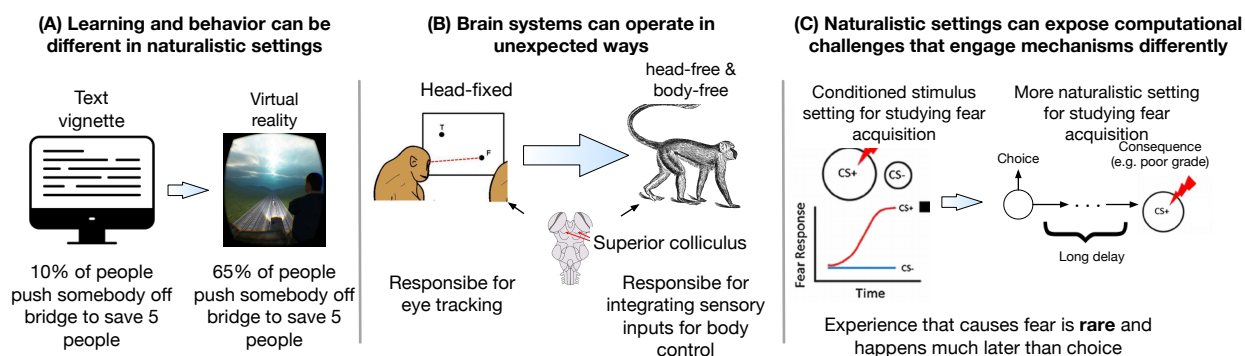 (A) Learning and behavior can be
different in naturalistic settings
Text
vignette
Virtual
reality
10% of people
push somebody off
bridge to save 5
people
65% of people
push somebody off
bridge to save 5
people
(B) Brain systems can operate in
unexpected ways
Head-fixed
head-free &
body-free
T
F
Superior colliculus
Responsibe for
eye tracking
Responsibe for
integrating sensory
inputs for body
control
(C) Naturalistic settings can expose computational
challenges that engage mechanisms differently
Conditioned stimulus
setting for studying fear
acquisition
CS+
CS-
Fear Response
CS+
CS-
Time
More naturalistic setting
for studying fear
acquisition
Choice
Consequence
(e.g. poor grade)
. . .
CS+
Long delay
Experience that causes fear is rare and
happens much later than choice